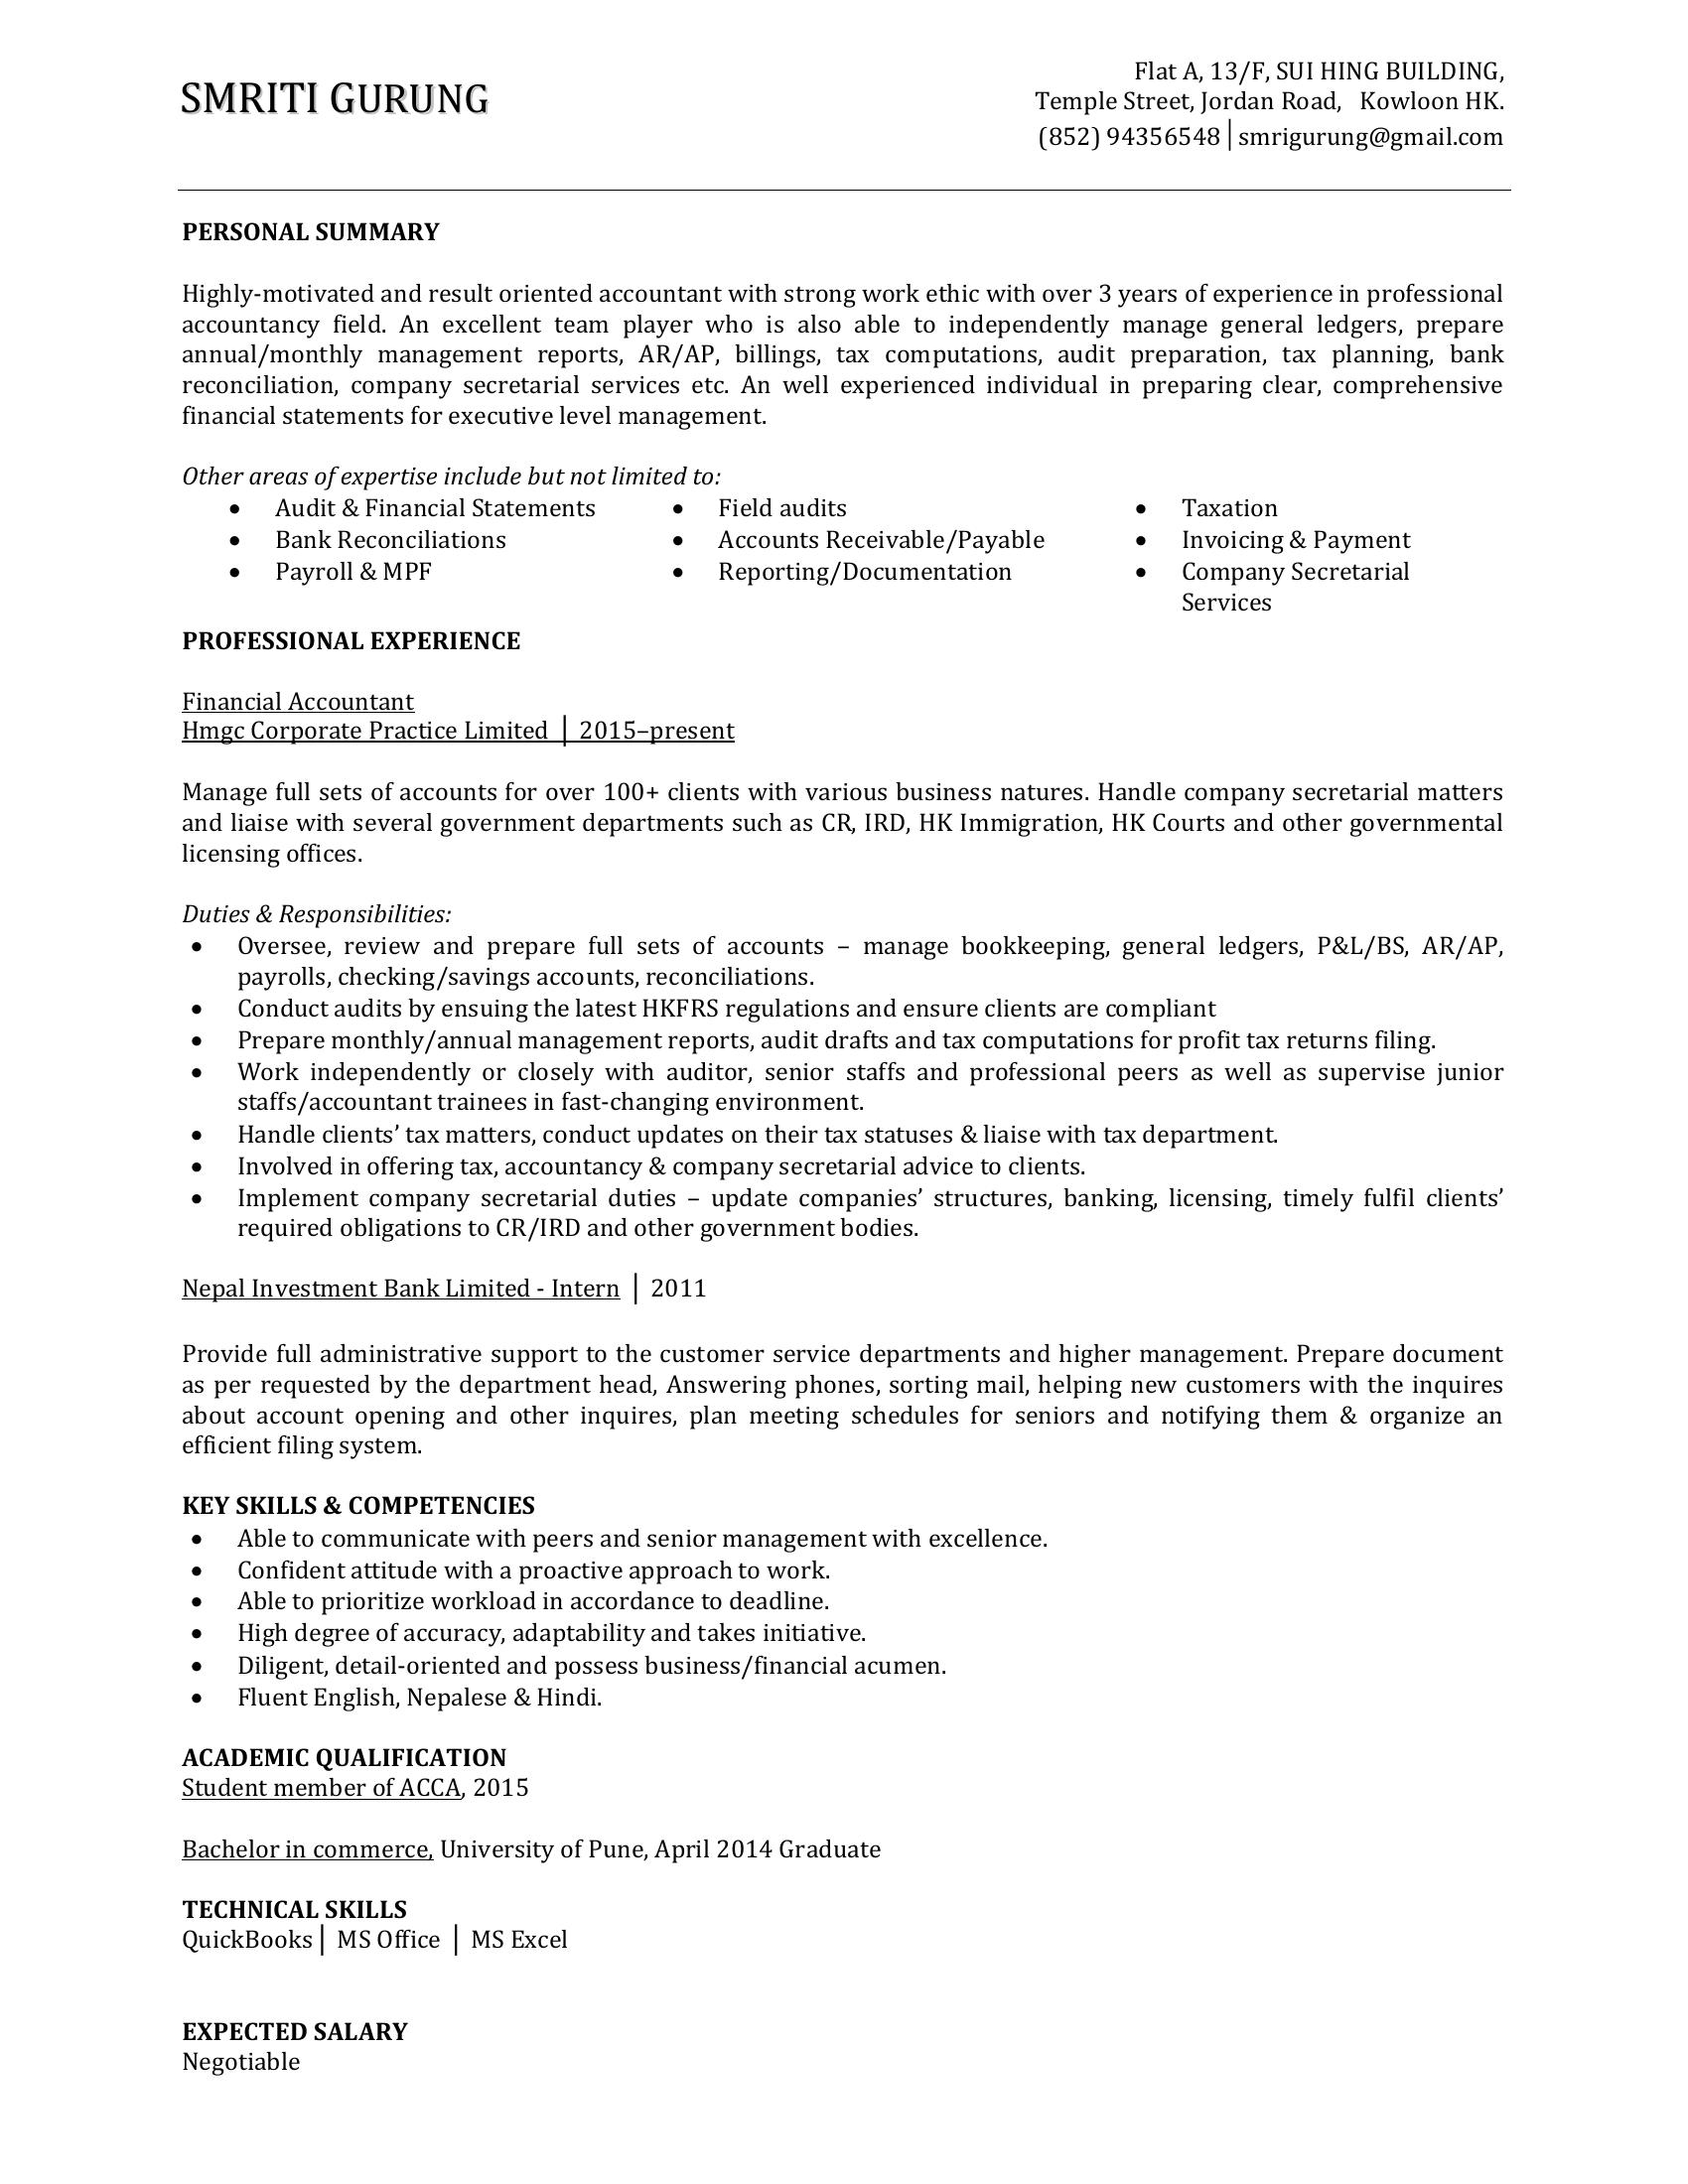 SMRITI GURUNG
Flat A, 13/F, SUI HING BUILDING,
Temple Street, Jordan Road, Kowloon HK.
(852) 94356548│smrigurung@gmail.com
PERSONAL SUMMARY
Highly-motivated and result oriented accountant with strong work ethic with over 3 years of experience in professional
accountancy field. An excellent team player who is also able to independently manage general ledgers, prepare
annual/monthly management reports, AR/AP, billings, tax computations, audit preparation, tax planning, bank
reconciliation, company secretarial services etc. An well experienced individual in preparing clear, comprehensive
financial statements for executive level management.
Other areas of expertise include but not limited to:
• Audit & Financial Statements
• Bank Reconciliations
• Payroll & MPF
• Field audits
• Accounts Receivable/Payable
• Reporting/Documentation
• Taxation
• Invoicing & Payment
• Company Secretarial
Services
PROFESSIONAL EXPERIENCE
Financial Accountant
Hmgc Corporate Practice Limited │ 2015–present
Manage full sets of accounts for over 100+ clients with various business natures. Handle company secretarial matters
and liaise with several government departments such as CR, IRD, HK Immigration, HK Courts and other governmental
licensing offices.
Duties & Responsibilities:
• Oversee, review and prepare full sets of accounts – manage bookkeeping, general ledgers, P&L/BS, AR/AP,
payrolls, checking/savings accounts, reconciliations.
• Conduct audits by ensuing the latest HKFRS regulations and ensure clients are compliant
• Prepare monthly/annual management reports, audit drafts and tax computations for profit tax returns filing.
• Work independently or closely with auditor, senior staffs and professional peers as well as supervise junior
staffs/accountant trainees in fast-changing environment.
• Handle clients’ tax matters, conduct updates on their tax statuses & liaise with tax department.
• Involved in offering tax, accountancy & company secretarial advice to clients.
• Implement company secretarial duties – update companies’ structures, banking, licensing, timely fulfil clients’
required obligations to CR/IRD and other government bodies.
Nepal Investment Bank Limited - Intern │ 2011
Provide full administrative support to the customer service departments and higher management. Prepare document
as per requested by the department head, Answering phones, sorting mail, helping new customers with the inquires
about account opening and other inquires, plan meeting schedules for seniors and notifying them & organize an
efficient filing system.
KEY SKILLS & COMPETENCIES
• Able to communicate with peers and senior management with excellence.
• Confident attitude with a proactive approach to work.
• Able to prioritize workload in accordance to deadline.
• High degree of accuracy, adaptability and takes initiative.
• Diligent, detail-oriented and possess business/financial acumen.
• Fluent English, Nepalese & Hindi.
ACADEMIC QUALIFICATION
Student member of ACCA, 2015
Bachelor in commerce, University of Pune, April 2014 Graduate
TECHNICAL SKILLS
QuickBooks│ MS Office │ MS Excel
EXPECTED SALARY
Negotiable